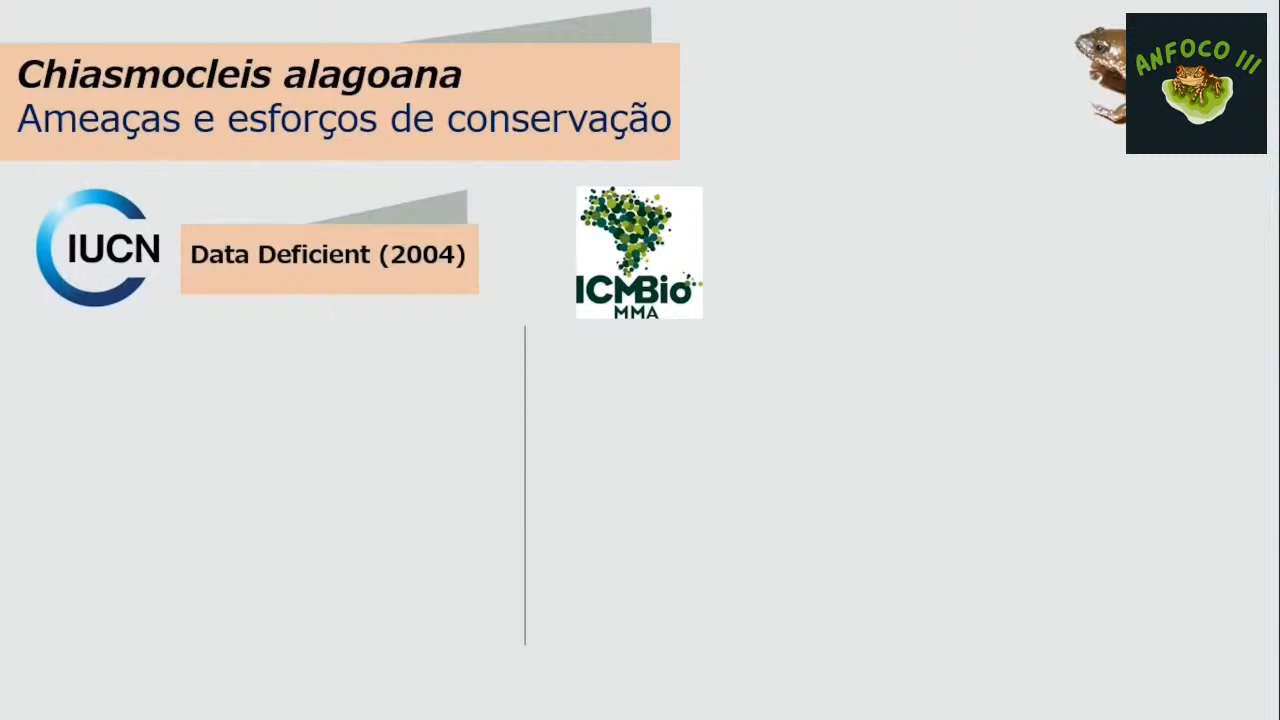 Chiasmocleis alagoana
Ameaças e esforços de conservação
ANFOCO III
IUCN
Data Deficient (2004)
ICMBio
MMA